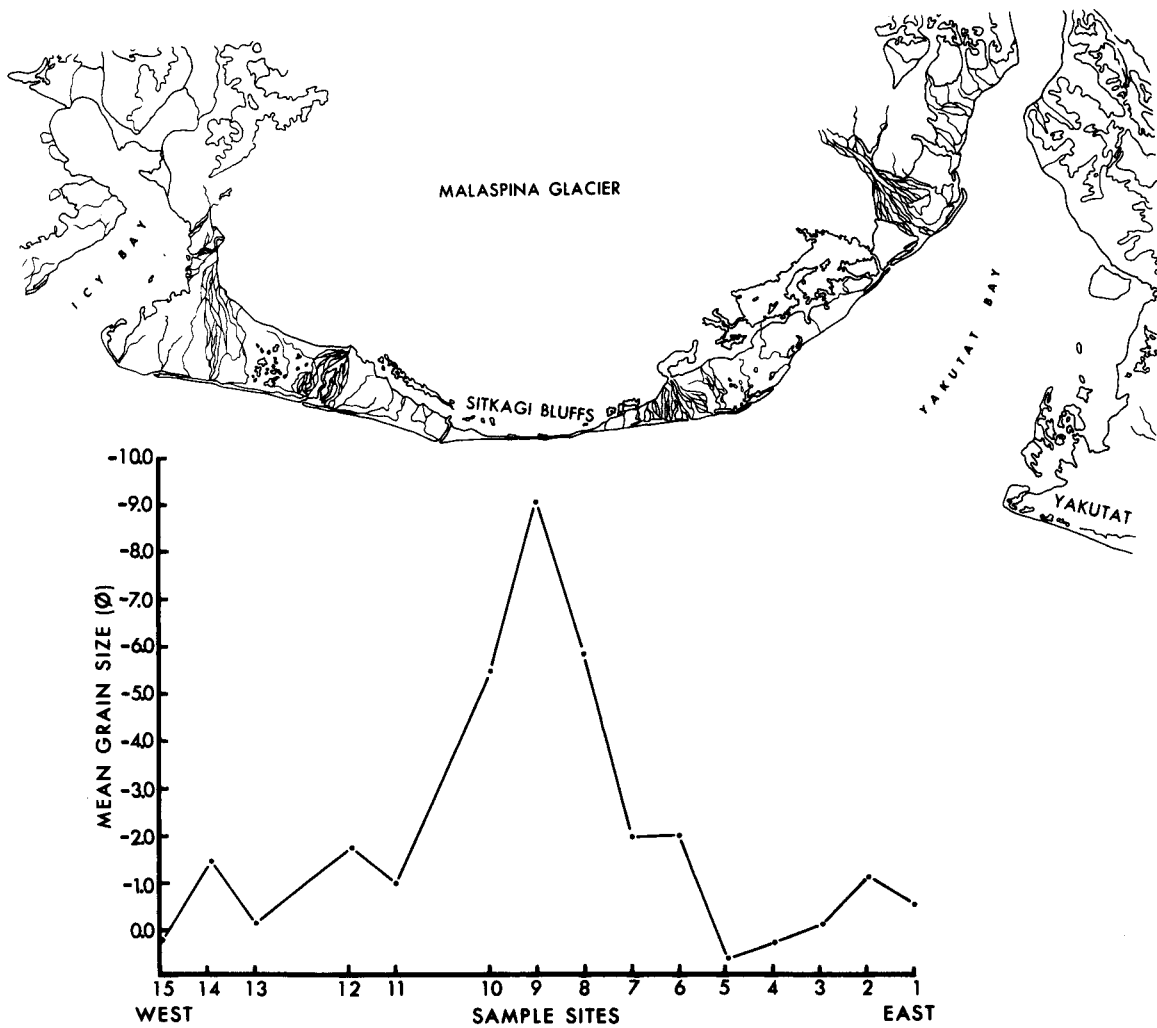 MALASPINA GLACIER
ICY BAY
SITKAGI BLUFFS
YAKUTAT BAY
YAKUTAT
MEAN GRAIN SIZE (Ø)
-10.0
-9.0
-8.0
-7.0
-6.0
-5.0
-4.0
-3.0
-2.0
-1.0
0.0
15 14 13 12 11 10 9 8 7 6 5 4 3 2 1
WEST SAMPLE SITES EAST